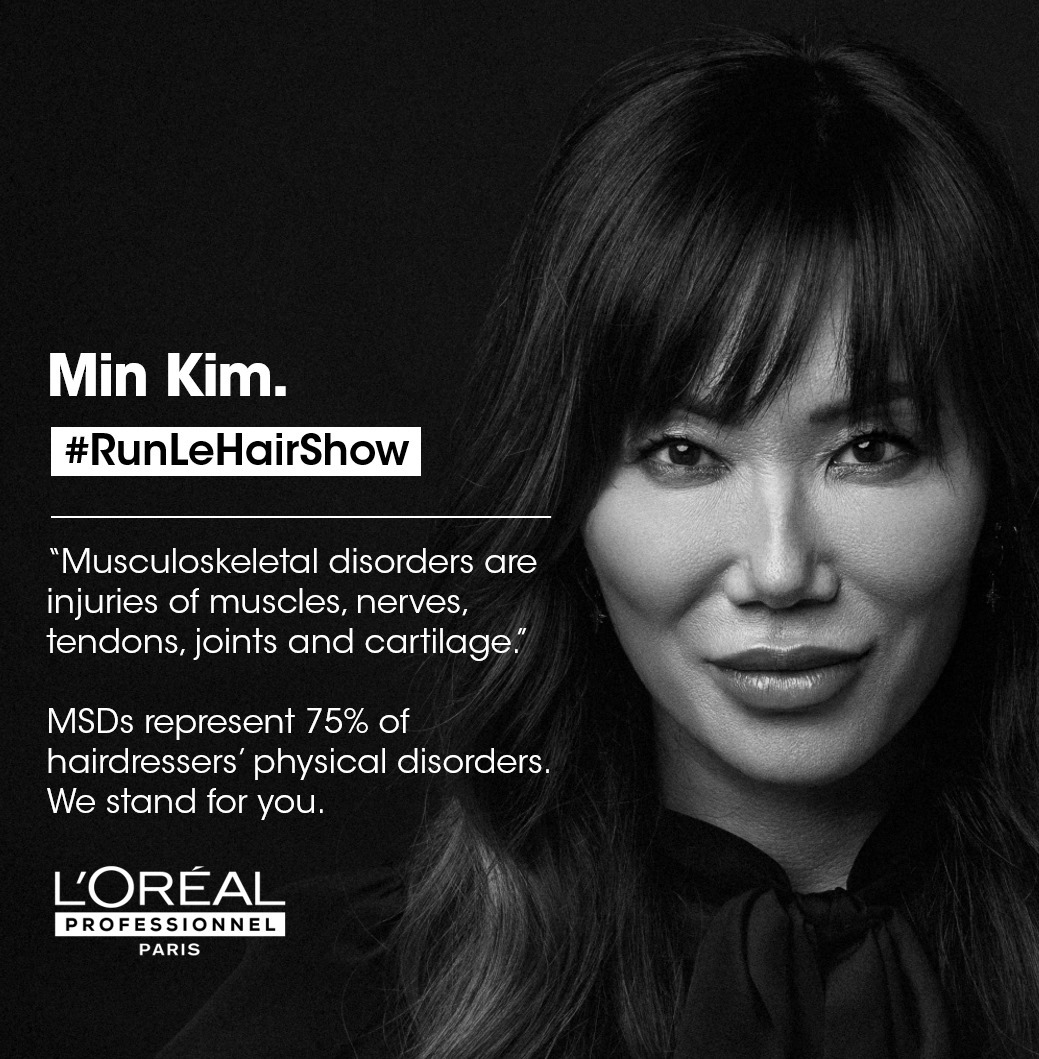 Min Kim.
#RunLeHairShow
“Musculoskeletal disorders are
injuries of muscles, nerves,
tendons, joints and cartilage.”
MSDs represent 75% of
hairdressers’ physical disorders.
We stand for you.
L’ORÉAL
PROFESSIONNEL
PARIS